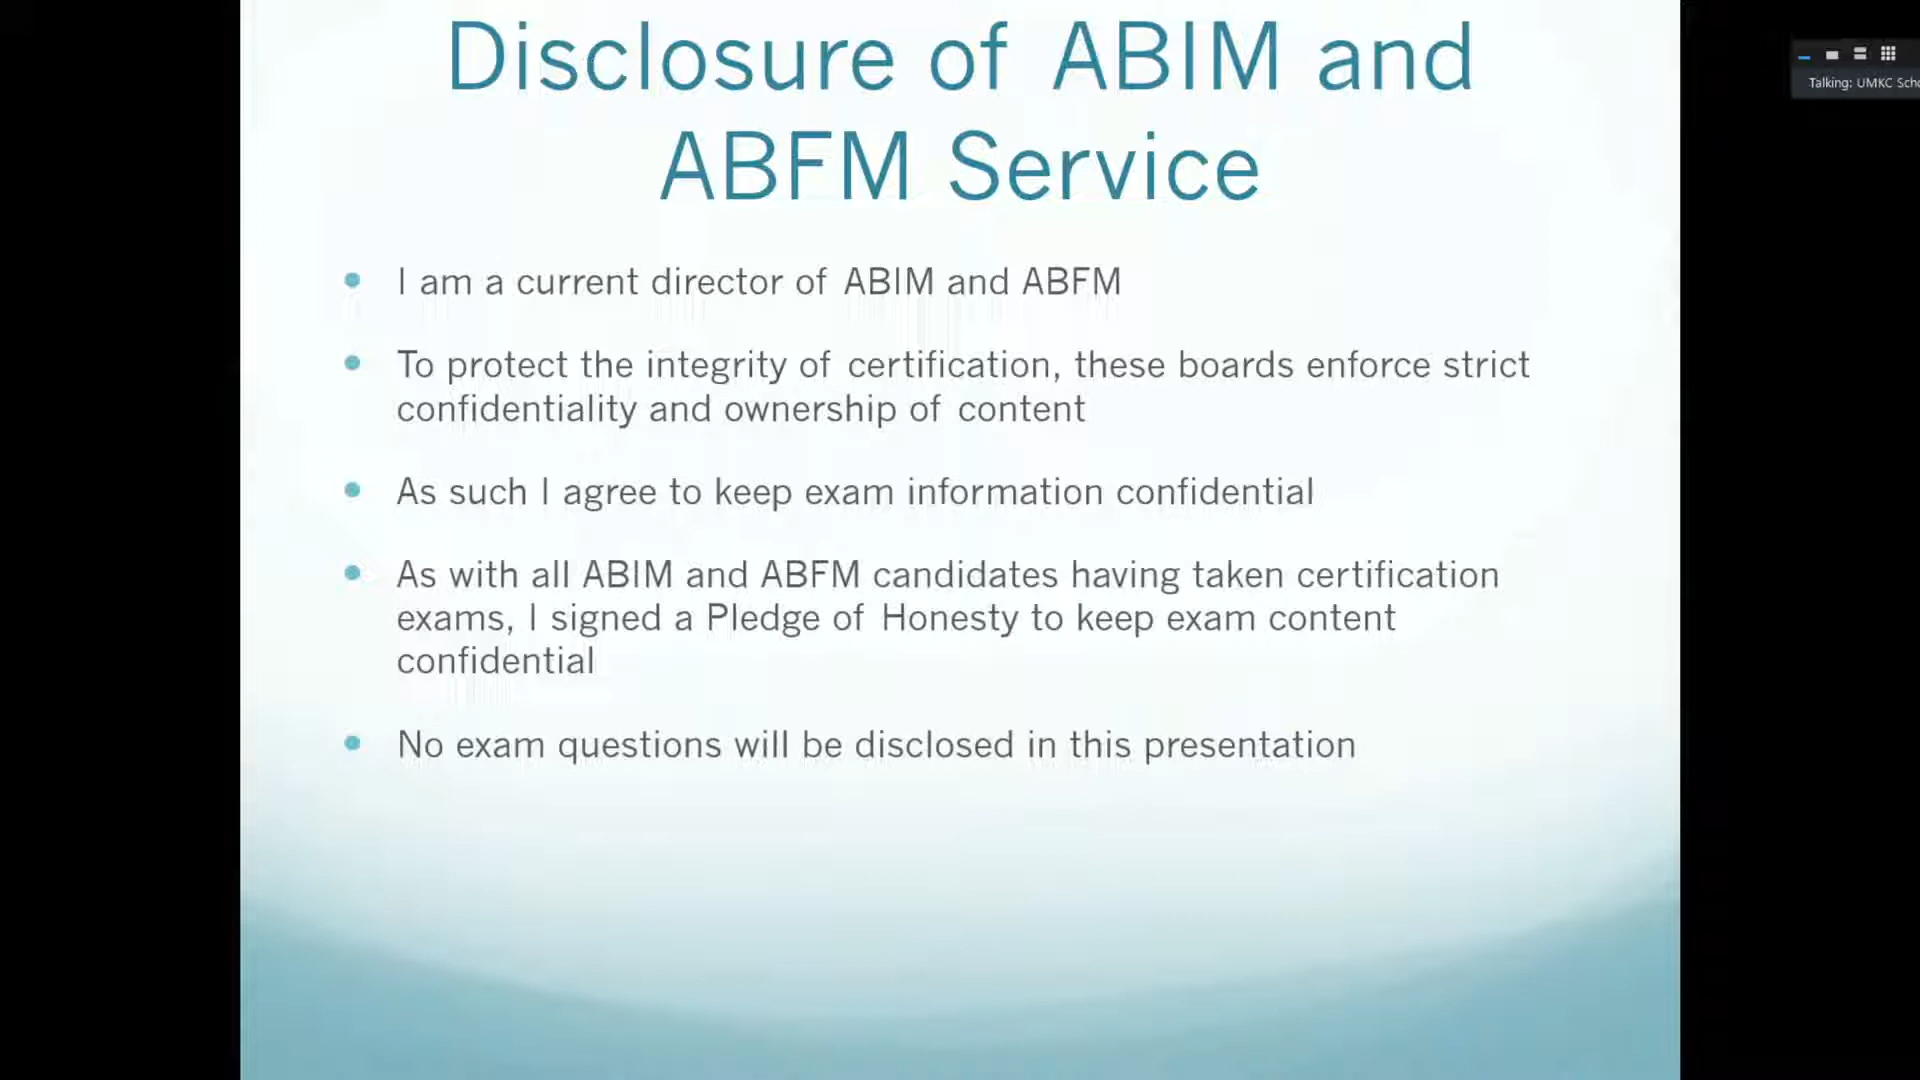 Disclosure of ABIM and
ABFM Service
I am a current director of ABIM and ABFM
To protect the integrity of certification, these boards enforce strict
confidentiality and ownership of content
As such I agree to keep exam information confidential
As with all ABIM and ABFM candidates having taken certification
exams, I signed a Pledge of Honesty to keep exam content
confidential
No exam questions will be disclosed in this presentation
Talking: UMKC Scho